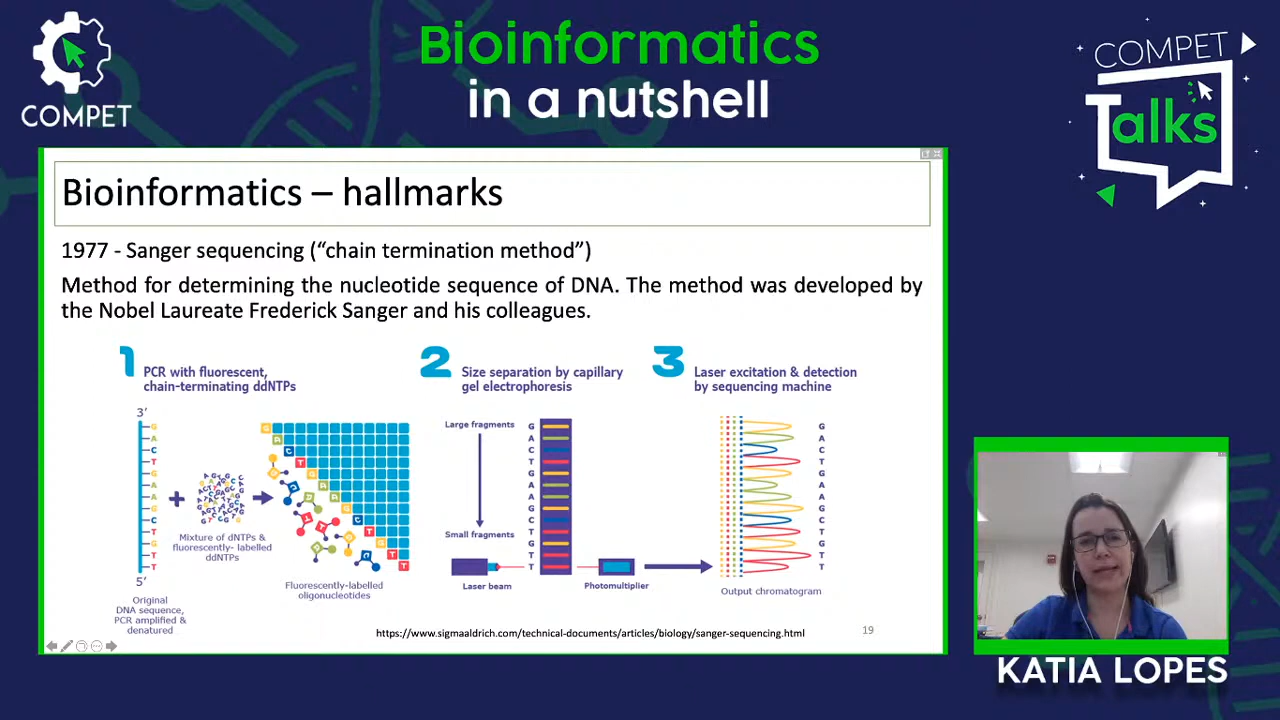 Bioinformatics
in a nutshell
COMPET
COMPET
Talks
Bioinformatics – hallmarks
1977 - Sanger sequencing (“chain termination method”)
Method for determining the nucleotide sequence of DNA. The method was developed by
the Nobel Laureate Frederick Sanger and his colleagues.
1
PCR with fluorescent,
chain-terminating ddNTPs
3’
G
A
C
T
G
A
A
G
C
T
G
T
T
5’
Original
DNA sequence,
PCR amplified &
denatured
+
Mixture of dNTPs &
fluorescently- labelled
ddNTPs
G
A
C
T
G
A
A
G
C
T
G
T
T
Fluorescently-labelled
oligonucleotides
2
Size separation by capillary
gel electrophoresis
Large fragments
Small fragments
G
A
C
T
G
A
A
G
C
T
G
T
T
Laser beam
Photomultiplier
3
Laser excitation & detection
by sequencing machine
G
A
C
T
G
A
A
G
C
T
G
T
T
Output chromatogram
https://www.sigmaaldrich.com/technical-documents/articles/biology/sanger-sequencing.html
19
KATIA LOPES